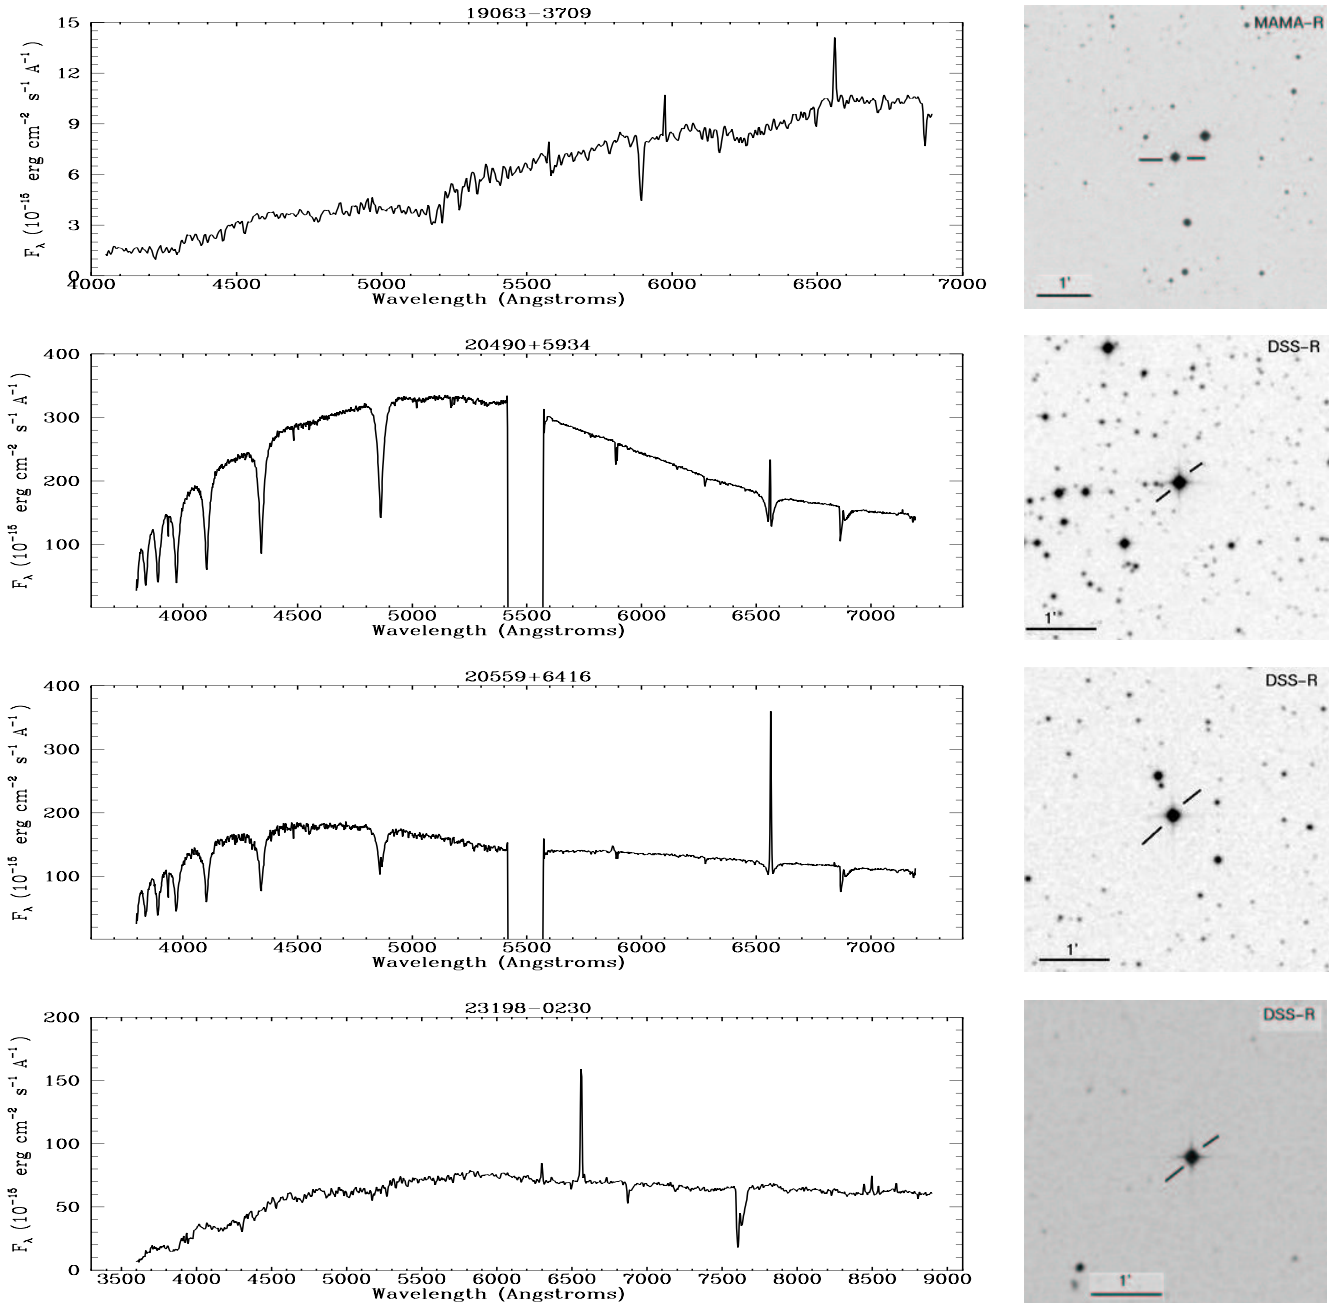 19063−3709
MAMA−R
15
12
9
6
3
0
F_λ (10⁻¹⁵ erg cm⁻² s⁻¹ A⁻¹)
4000 4500 5000 5500 6000 6500 7000
Wavelength (Angstroms)
1'
20490+5934
DSS−R
400
300
200
100
F_λ (10⁻¹⁵ erg cm⁻² s⁻¹ A⁻¹)
4000 4500 5000 5500 6000 6500 7000
Wavelength (Angstroms)
1'
20559+6416
DSS−R
400
300
200
100
F_λ (10⁻¹⁵ erg cm⁻² s⁻¹ A⁻¹)
4000 4500 5000 5500 6000 6500 7000
Wavelength (Angstroms)
1'
23198−0230
DSS−R
200
150
100
50
0
F_λ (10⁻¹⁵ erg cm⁻² s⁻¹ A⁻¹)
3500 4000 4500 5000 5500 6000 6500 7000 7500 8000 8500 9000
Wavelength (Angstroms)
1'